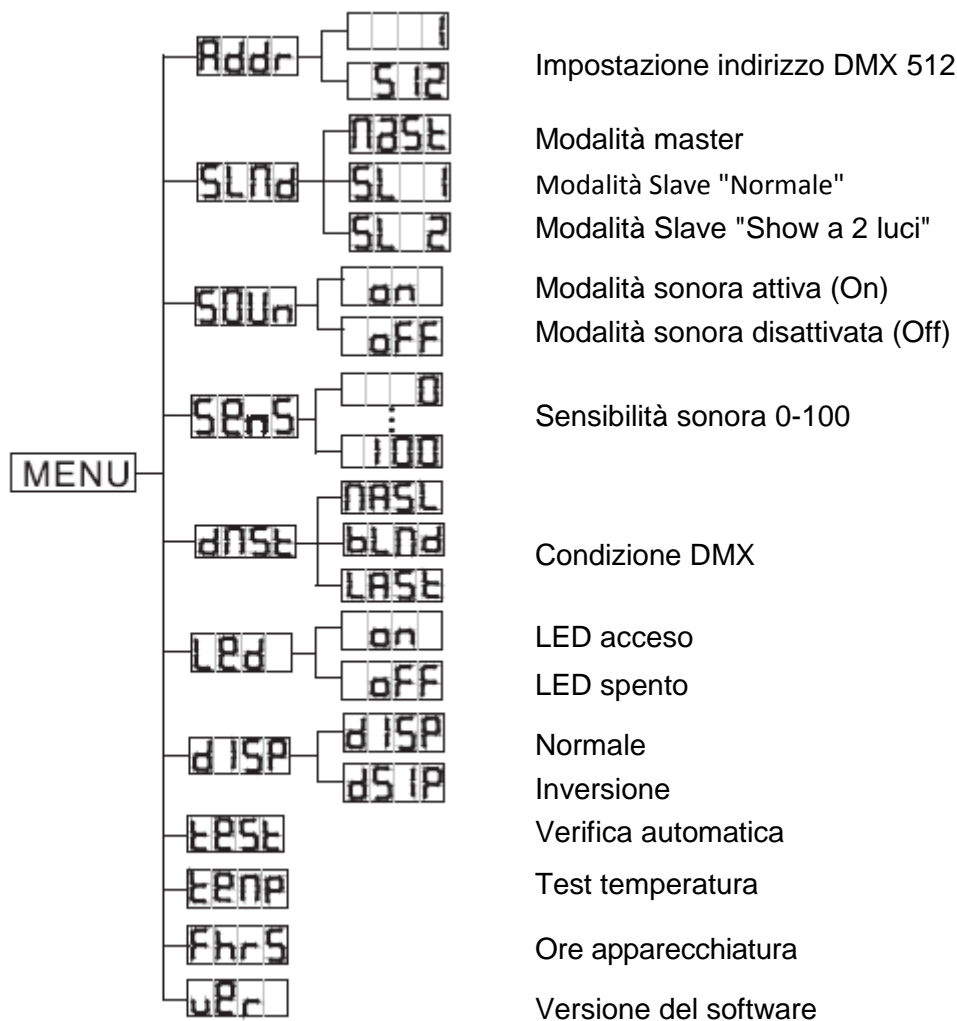 Addr 1
512 Impostazione indirizzo DMX 512
SLMd MaSt Modalità master
SL 1 Modalità Slave "Normale"
SL 2 Modalità Slave "Show a 2 luci"
SOUn on Modalità sonora attiva (On)
oFF Modalità sonora disattivata (Off)
SenS 0
100 Sensibilità sonora 0-100
MENU
dMSt MASL
bLMd Condizione DMX
LASt
Led on LED acceso
oFF LED spento
dISP dISP Normale
dSIP Inversione
teSt Verifica automatica
temp Test temperatura
FhrS Ore apparecchiatura
ver Versione del software